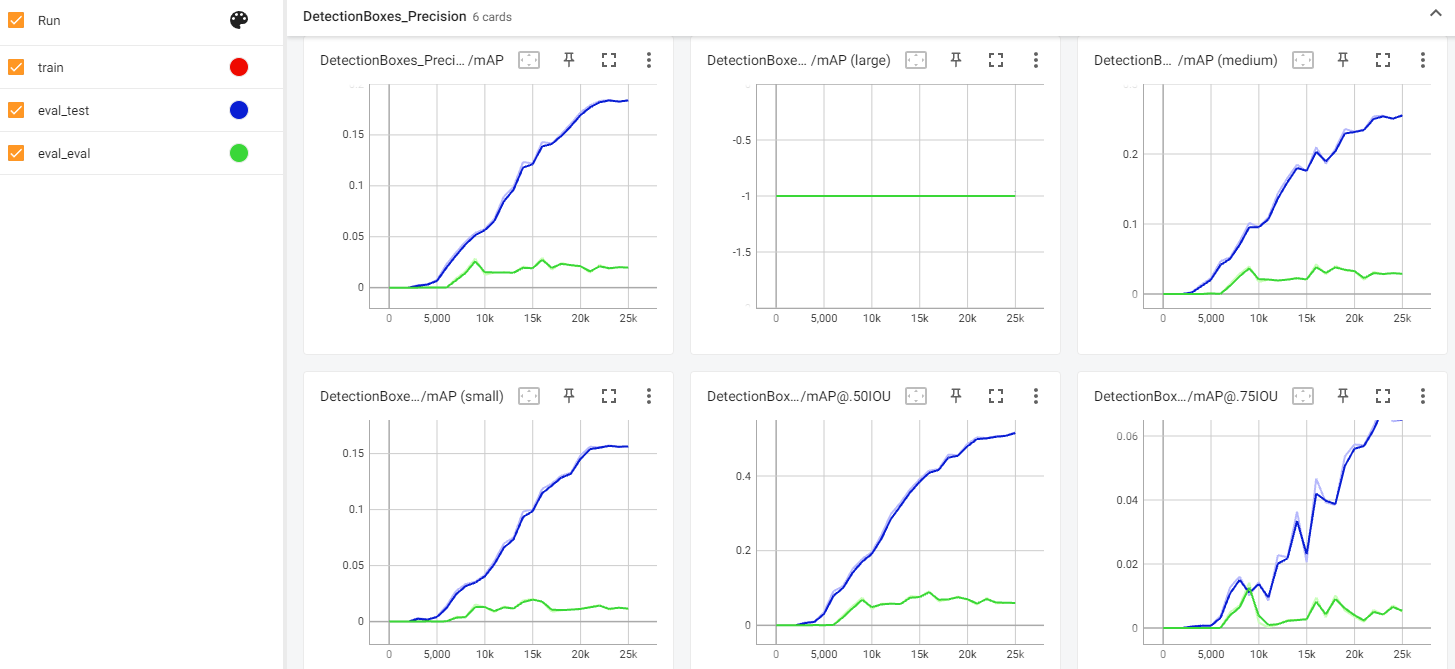 Run
train
eval_test
eval_eval
DetectionBoxes_Precision 6 cards
DetectionBoxes_Preci… /mAP
0.15
0.1
0.05
0
0 5,000 10k 15k 20k 25k
DetectionBoxe… /mAP (large)
-0.5
-1
-1.5
0 5,000 10k 15k 20k 25k
DetectionB… /mAP (medium)
0.2
0.1
0
0 5,000 10k 15k 20k 25k
DetectionBoxe…/mAP (small)
0.15
0.1
0.05
0
0 5,000 10k 15k 20k 25k
DetectionBox…/mAP@.50IOU
0.4
0.2
0
0 5,000 10k 15k 20k 25k
DetectionBox…/mAP@.75IOU
0.06
0.04
0.02
0
0 5,000 10k 15k 20k 25k